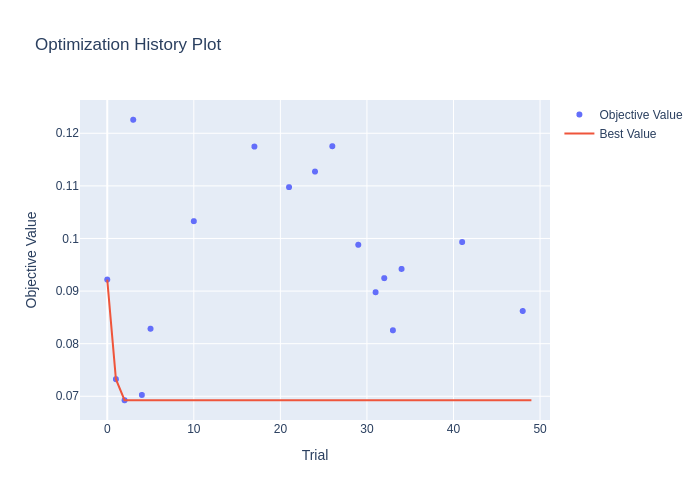 Optimization History Plot
Objective Value
Best Value
0.12
0.11
0.1
0.09
0.08
0.07
Objective Value
0
10
20
30
40
50
Trial